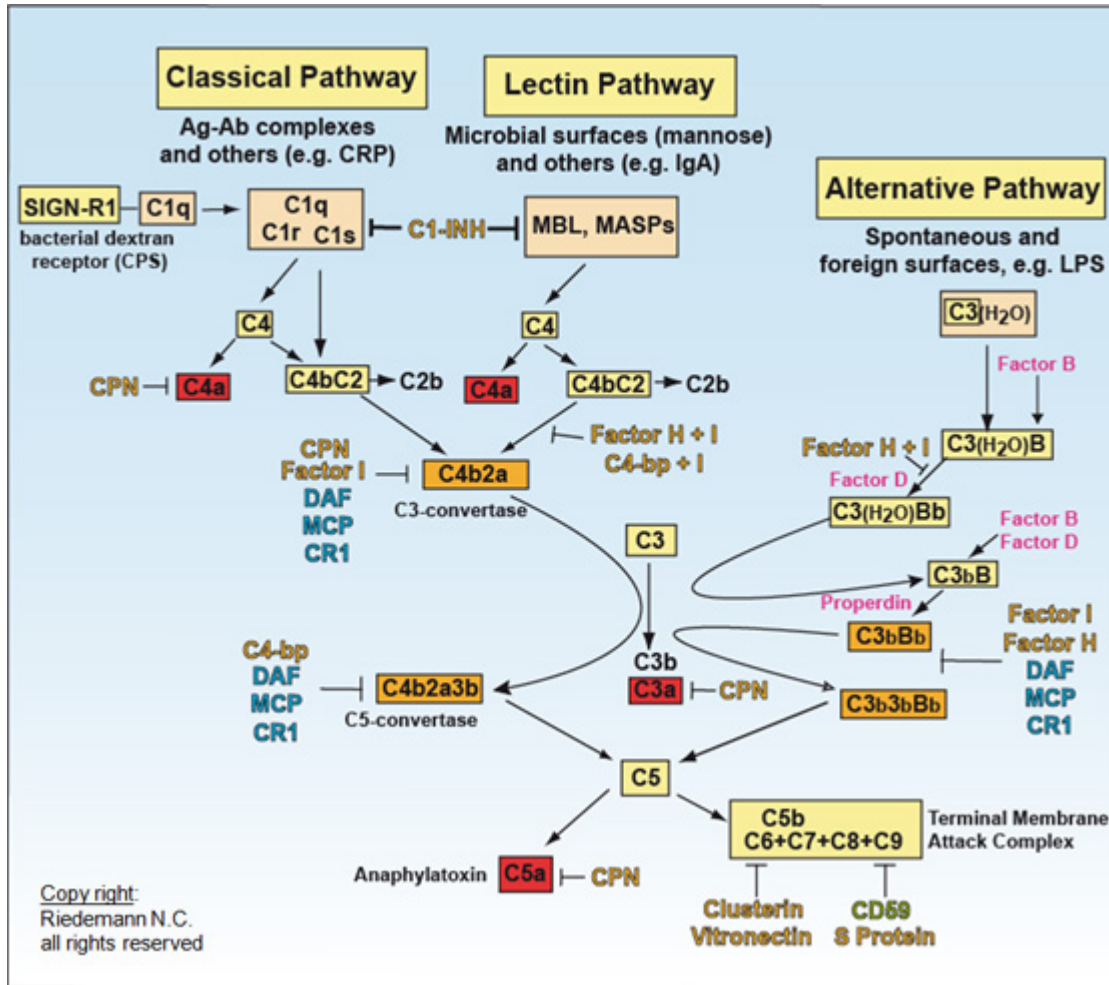 Classical Pathway
Ag-Ab complexes
and others (e.g. CRP)
Lectin Pathway
Microbial surfaces (mannose)
and others (e.g. IgA)
Alternative Pathway
Spontaneous and
foreign surfaces, e.g. LPS
SIGN-R1
C1q
bacterial dextran
receptor (CPS)
C1q
C1r C1s
C1-INH
MBL, MASPs
C3(H2O)
C4
C4
Factor B
CPN
C4a
C4bC2
C2b
C4a
C4bC2
C2b
C3(H2O)B
Factor H + I
C4-bp + I
Factor H + I
Factor D
C3(H2O)Bb
CPN
Factor I
DAF
MCP
CR1
C4b2a
C3-convertase
C3
Factor B
Factor D
C3bB
Properdin
C3bBb
Factor I
Factor H
DAF
MCP
CR1
C3b
C3a
CPN
C3b3bBb
C4-bp
DAF
MCP
CR1
C4b2a3b
C5-convertase
C5
C5b
C6+C7+C8+C9
Terminal Membrane
Attack Complex
Anaphylatoxin
C5a
CPN
Clusterin
Vitronectin
CD59
S Protein
Copy right:
Riedemann N.C.
all rights reserved